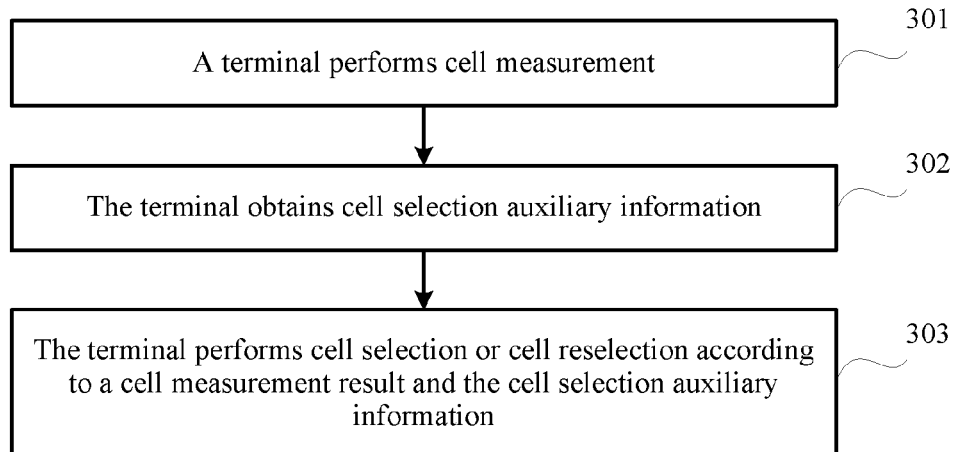 301
A terminal performs cell measurement
302
The terminal obtains cell selection auxiliary information
303
The terminal performs cell selection or cell reselection according
to a cell measurement result and the cell selection auxiliary
information